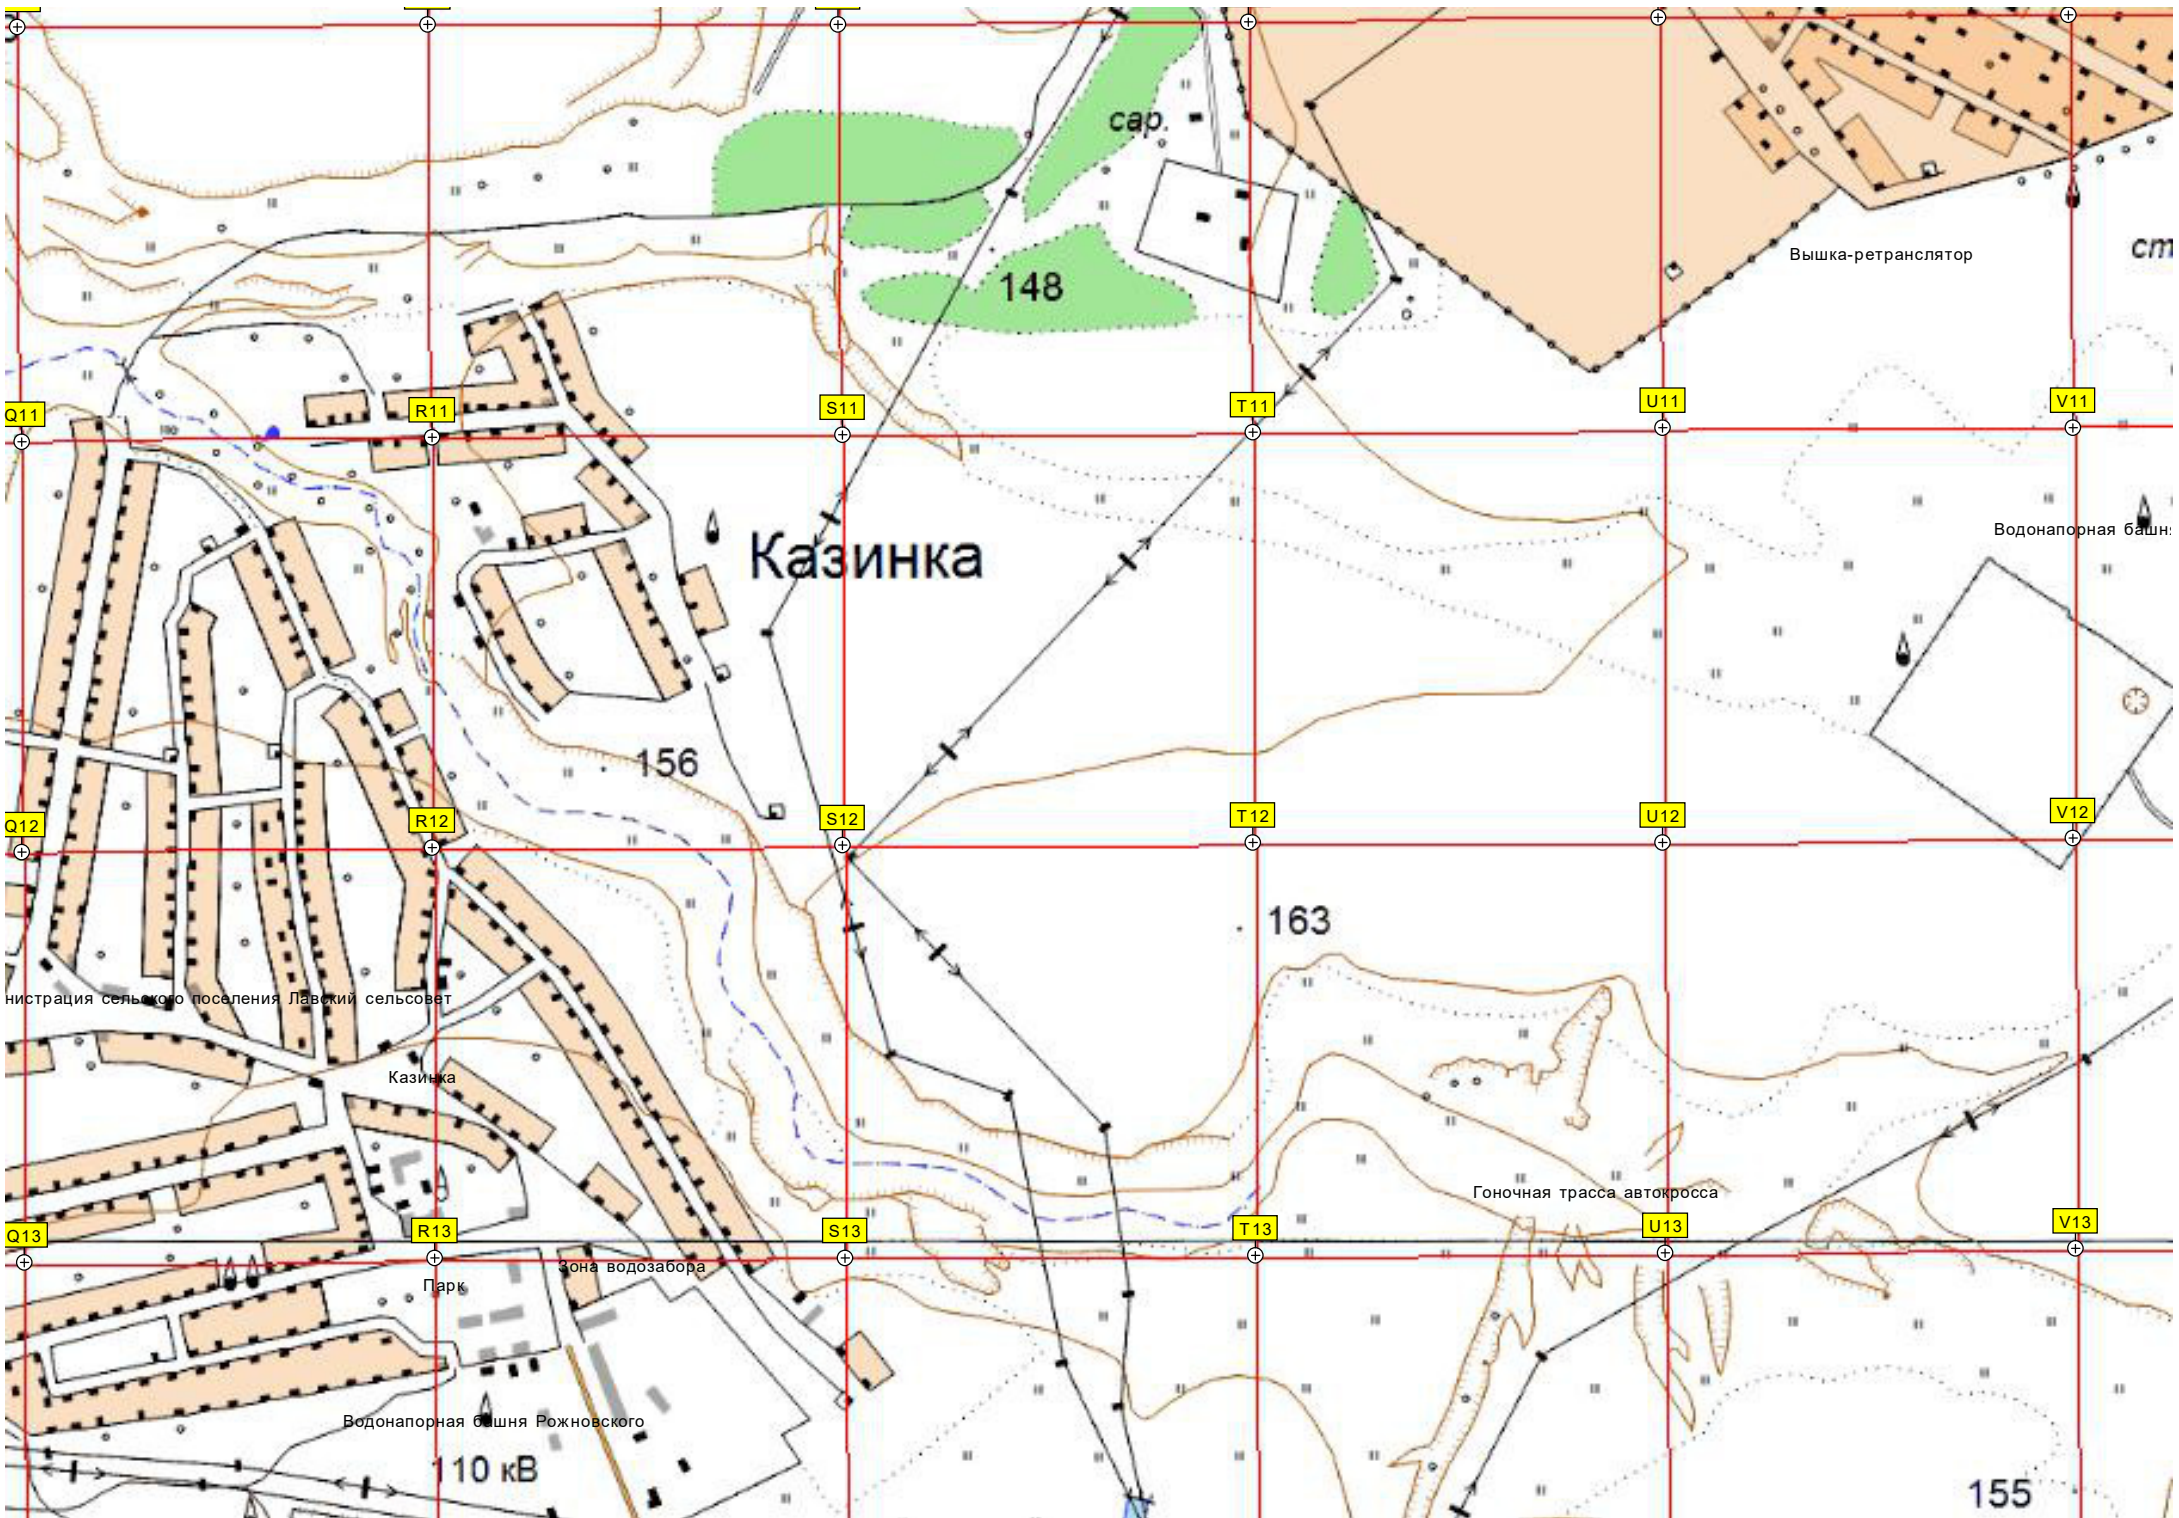 сар.
Вышка-ретранслятор
ст
148
Q11
R11
S11
T11
U11
V11
Водонапорная башн
Казинка
156
Q12
R12
S12
T12
U12
V12
163
нистрация сельского поселения Лавский сельсовет
Казинка
Гоночная трасса автокросса
Q13
R13
S13
T13
U13
V13
Зона водозабора
Парк
Водонапорная башня Рожновского
110 кВ
155